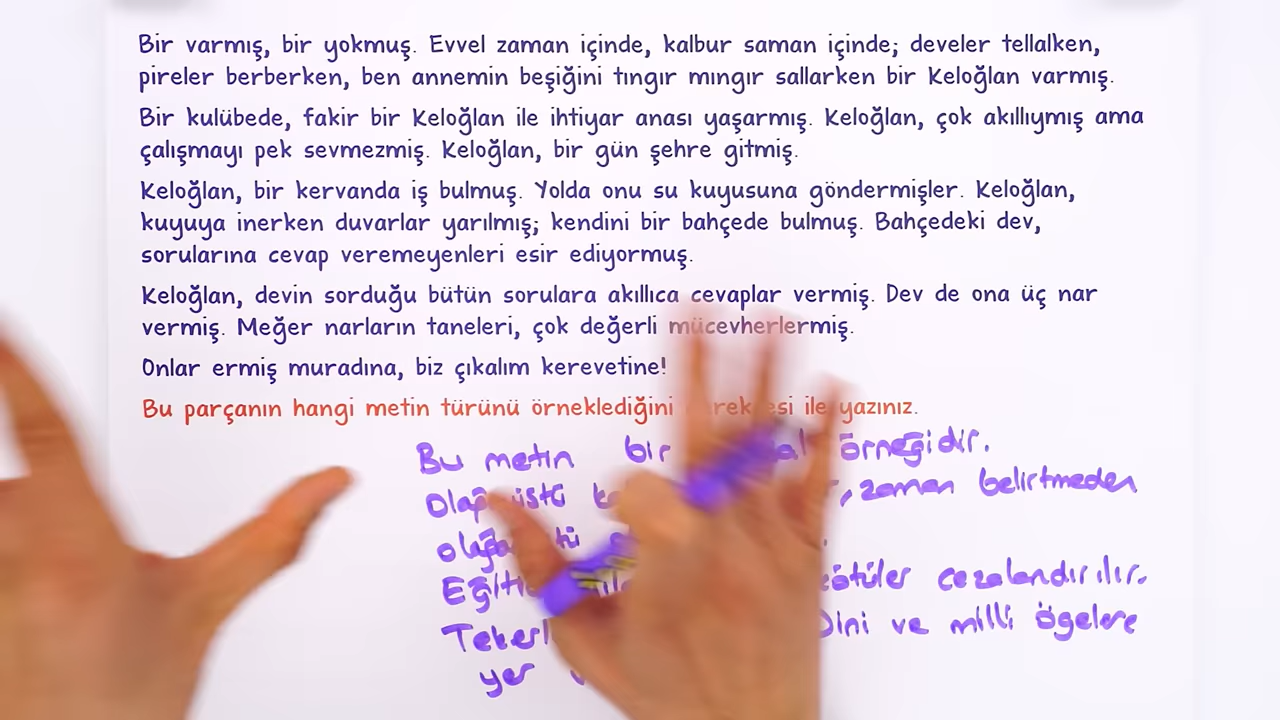 Bir varmış, bir yokmuş. Evvel zaman içinde, kalbur saman içinde; develer tellalken,
pireler berberken, ben annemin beşiğini tıngır mıngır sallarken bir Keloğlan varmış.
Bir kulübede, fakir bir Keloğlan ile ihtiyar anası yaşarmış. Keloğlan, çok akıllıymış ama
çalışmayı pek sevmezmiş. Keloğlan, bir gün şehre gitmiş.
Keloğlan, bir kervanda iş bulmuş. Yolda onu su kuyusuna göndermişler. Keloğlan,
kuyuya inerken duvarlar yarılmış; kendini bir bahçede bulmuş. Bahçedeki dev,
sorularına cevap veremeyenleri esir ediyormuş.
Keloğlan, devin sorduğu bütün sorulara akıllıca cevaplar vermiş. Dev de ona üç nar
vermiş. Meğer narların taneleri, çok değerli mücevherlermiş.
Onlar ermiş muradına, biz çıkalım kerevetine!
Bu parçanın hangi metin türünü örneklediğini ile yazınız.
Bu metin bir örneğidir.
zaman belirtmeden
cezalandırılır.
Dini ve milli ögelere
yer